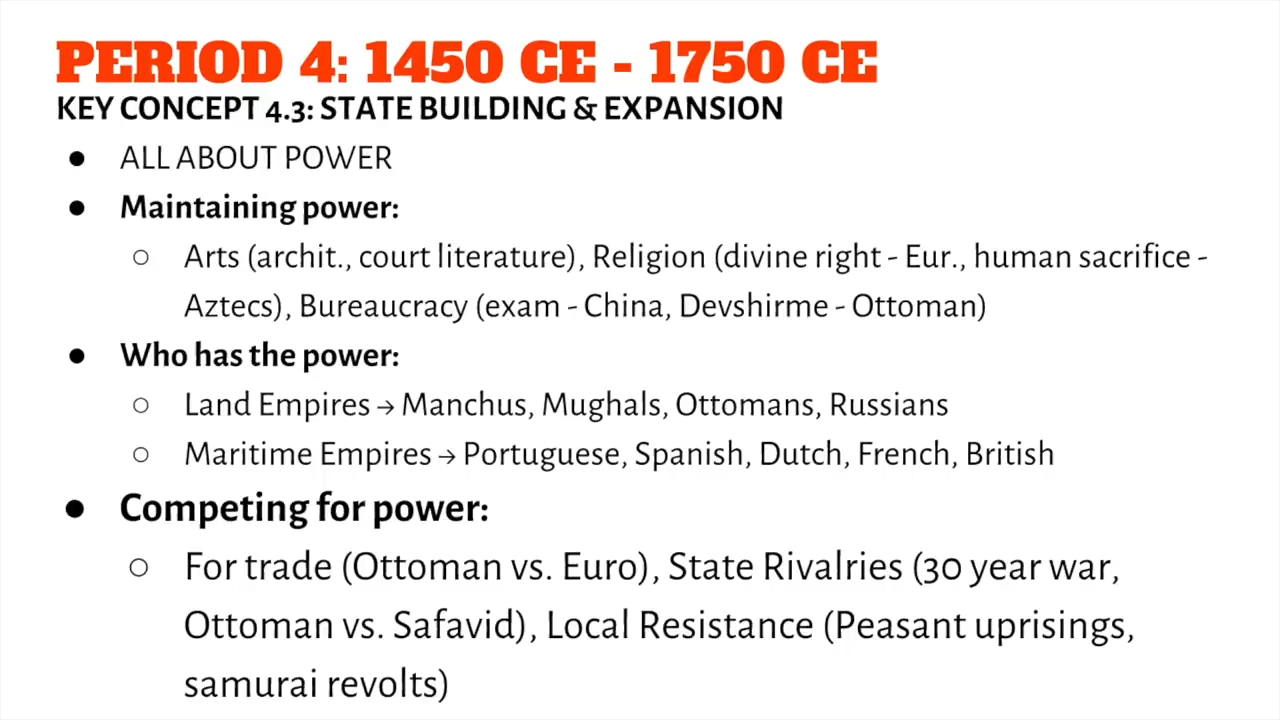 PERIOD 4: 1450 CE - 1750 CE
KEY CONCEPT 4.3: STATE BUILDING & EXPANSION
● ALL ABOUT POWER
● Maintaining power:
○ Arts (archit., court literature), Religion (divine right - Eur., human sacrifice -
Aztecs), Bureaucracy (exam - China, Devshirme - Ottoman)
● Who has the power:
○ Land Empires → Manchus, Mughals, Ottomans, Russians
○ Maritime Empires → Portuguese, Spanish, Dutch, French, British
● Competing for power:
○ For trade (Ottoman vs. Euro), State Rivalries (30 year war,
Ottoman vs. Safavid), Local Resistance (Peasant uprisings,
samurai revolts)